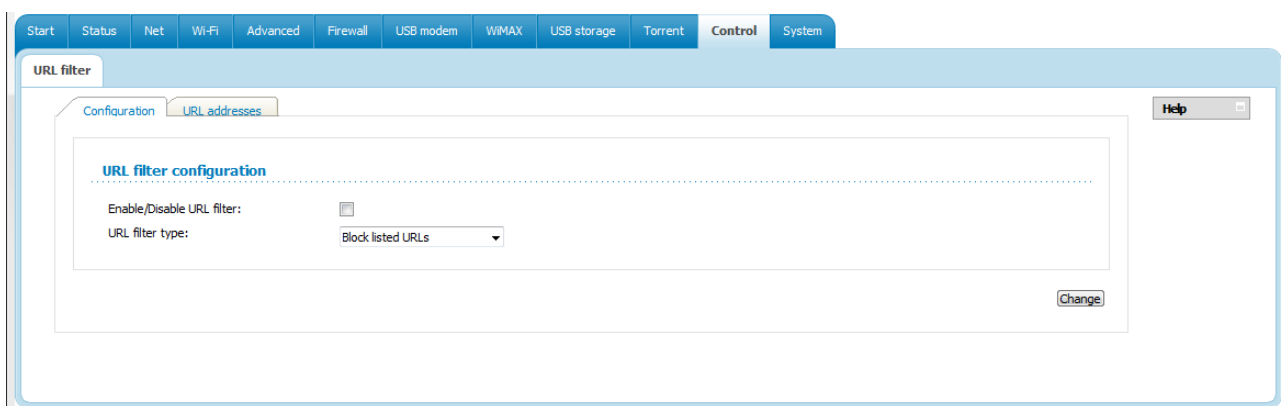 Start Status Net Wi-Fi Advanced Firewall USB modem WiMAX USB storage Torrent Control System
URL filter
Configuration URL addresses
Help
URL filter configuration
Enable/Disable URL filter:
URL filter type: Block listed URLs
Change